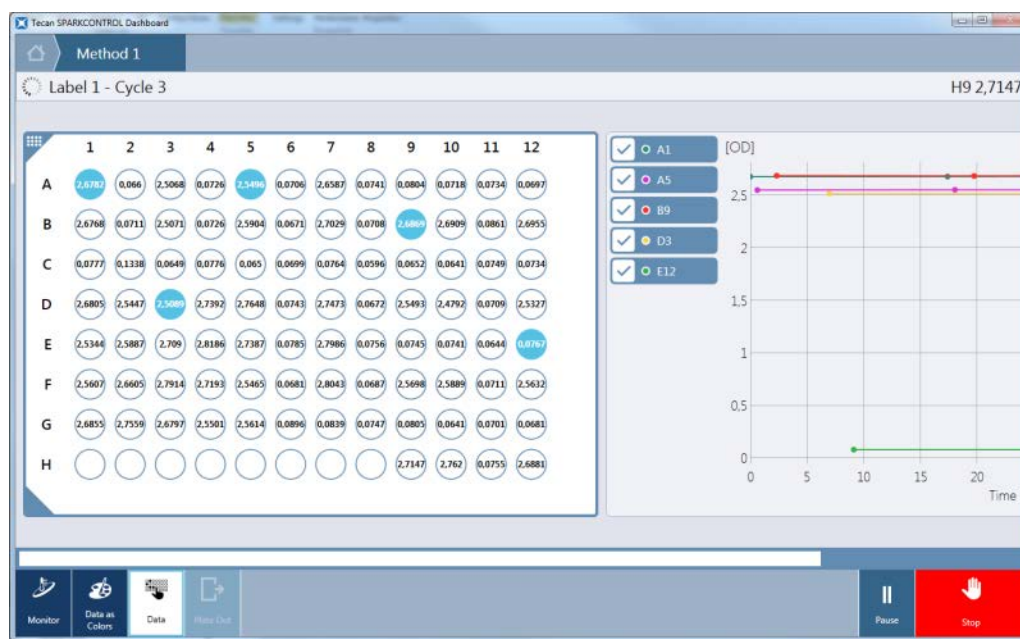 Tecan SPARKCONTROL Dashboard
Method 1
Label 1 - Cycle 3
H9 2,7147
1 2 3 4 5 6 7 8 9 10 11 12
A 2,6782 0,066 2,5068 0,0726 2,5496 0,0706 2,6587 0,0741 0,0804 0,0718 0,0734 0,0697
B 2,6768 0,0711 2,5071 0,0726 2,5904 0,0671 2,7029 0,0708 2,6869 2,6909 0,0861 2,6955
C 0,0777 0,1338 0,0649 0,0776 0,065 0,0699 0,0764 0,0596 0,0652 0,0641 0,0749 0,0734
D 2,6805 2,5447 2,5089 2,7392 2,7648 0,0743 2,7473 0,0672 2,5493 2,4792 0,0709 2,5327
E 2,5344 2,5887 2,709 2,8186 2,7387 0,0785 2,7986 0,0756 0,0745 0,0741 0,0644 0,0767
F 2,5607 2,6605 2,7914 2,7193 2,5465 0,0681 2,8043 0,0687 2,5698 2,5889 0,0711 2,5632
G 2,6855 2,7559 2,6797 2,5501 2,5614 0,0896 0,0839 0,0747 0,0805 0,0641 0,0701 0,0681
H 2,7147 2,762 0,0755 2,6881
A1
A5
B9
D3
E12
[OD]
2,5
2
1,5
1
0,5
0
0 5 10 15 20
Time
Monitor
Data as
Colors
Data
Plate Out
Pause
Stop